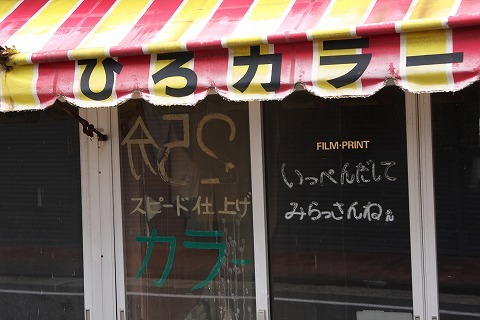 ひろカラー
25分
スピード仕上げ
カラー
FILM・PRINT
いっぺんだして
みらっさんねぇ